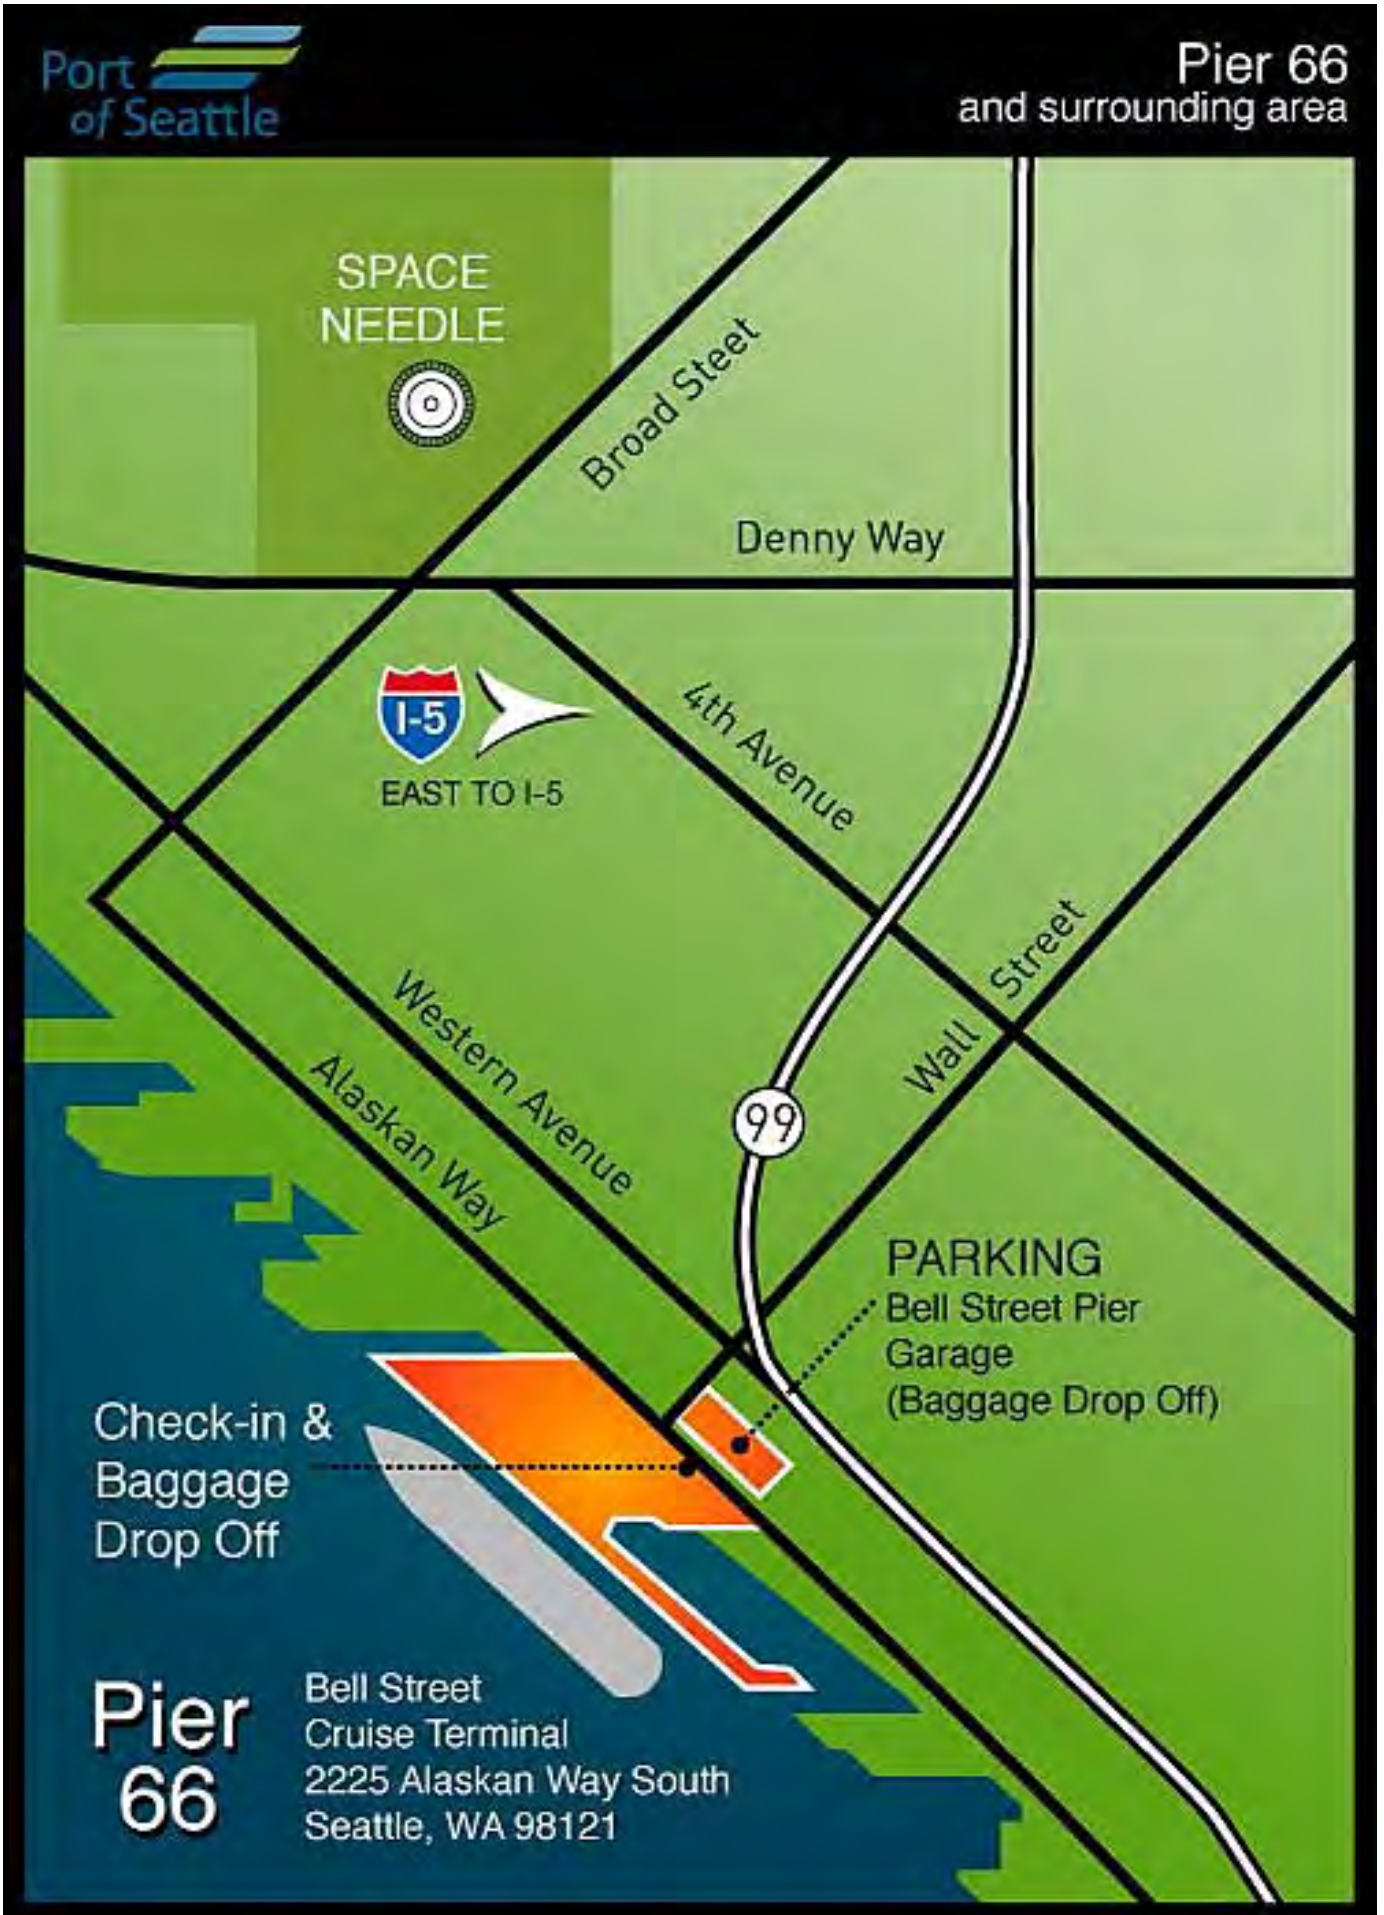 Port
of Seattle
Pier 66
and surrounding area
SPACE
NEEDLE
Broad Steet
Denny Way
I-5
EAST TO I-5
4th Avenue
Western Avenue
Alaskan Way
Wall Street
99
PARKING
Bell Street Pier
Garage
(Baggage Drop Off)
Check-in &
Baggage
Drop Off
Pier
66
Bell Street
Cruise Terminal
2225 Alaskan Way South
Seattle, WA 98121